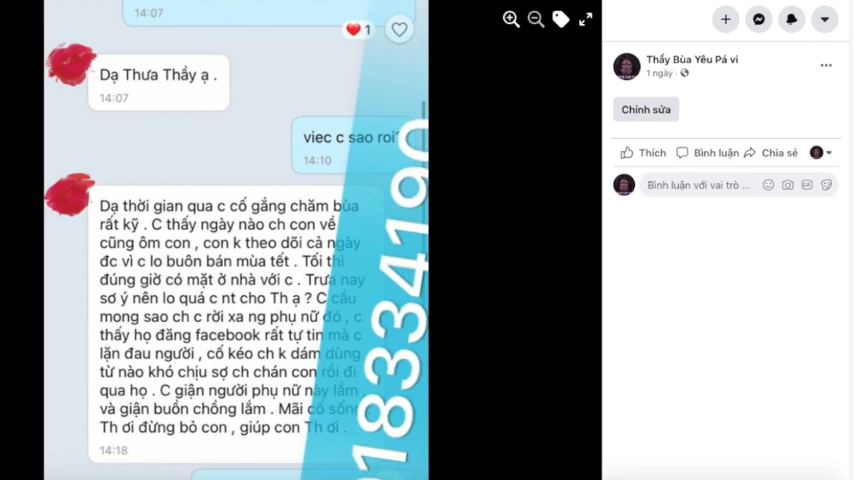 14:07
1
Dạ Thưa Thầy ạ .
14:07
viec c sao roi?
14:10
Dạ thời gian qua c cố gắng chăm bùa
rất kỹ . C thấy ngày nào ch con về
cũng ôm con , con k theo dõi cả ngày
đc vì c lo buôn bán mùa tết . Tối thì
đúng giờ có mặt ở nhà với c . Trưa nay
sơ ý nên lo quá c nt cho Th ạ ? C cầu
mong sao ch c rời xa ng phụ nữ đó , c
thấy họ đăng facebook rất tự tin mà c
lặn đau người , cố kéo ch k dám dùng
từ nào khó chịu sợ ch chán con rồi đi
qua họ . C giận người phụ nữ này lắm
và giận buồn chồng lắm . Mãi cố sống
Th ơi đừng bỏ con , giúp con Th ơi .
14:18
18334190
Thầy Bùa Yêu Pá vi
1 ngày ·
Chỉnh sửa
Thích Bình luận Chia sẻ
Bình luận với vai trò ...